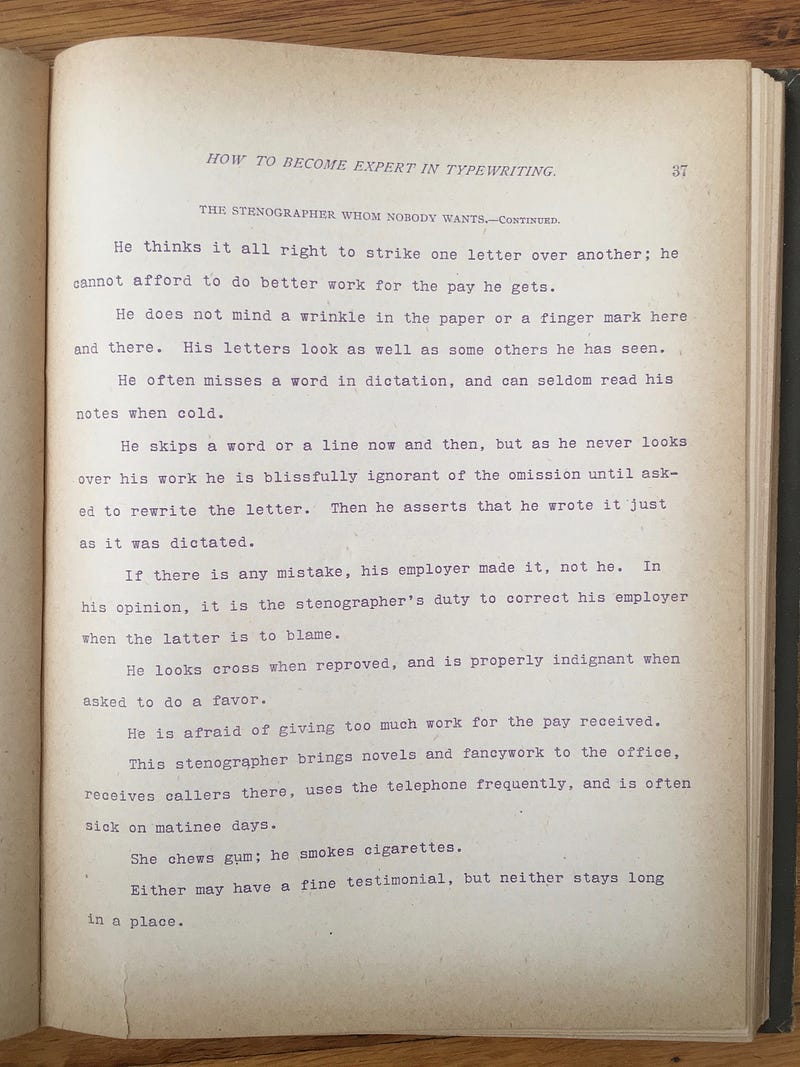 HOW TO BECOME EXPERT IN TYPEWRITING. 37
THE STENOGRAPHER WHOM NOBODY WANTS.—CONTINUED.
He thinks it all right to strike one letter over another; he
cannot afford to do better work for the pay he gets.
He does not mind a wrinkle in the paper or a finger mark here
and there. His letters look as well as some others he has seen.
He often misses a word in dictation, and can seldom read his
notes when cold.
He skips a word or a line now and then, but as he never looks
over his work he is blissfully ignorant of the omission until ask-
ed to rewrite the letter. Then he asserts that he wrote it just
as it was dictated.
If there is any mistake, his employer made it, not he. In
his opinion, it is the stenographer's duty to correct his employer
when the latter is to blame.
He looks cross when reproved, and is properly indignant when
asked to do a favor.
He is afraid of giving too much work for the pay received.
This stenographer brings novels and fancywork to the office,
receives callers there, uses the telephone frequently, and is often
sick on matinee days.
She chews gum; he smokes cigarettes.
Either may have a fine testimonial, but neither stays long
in a place.